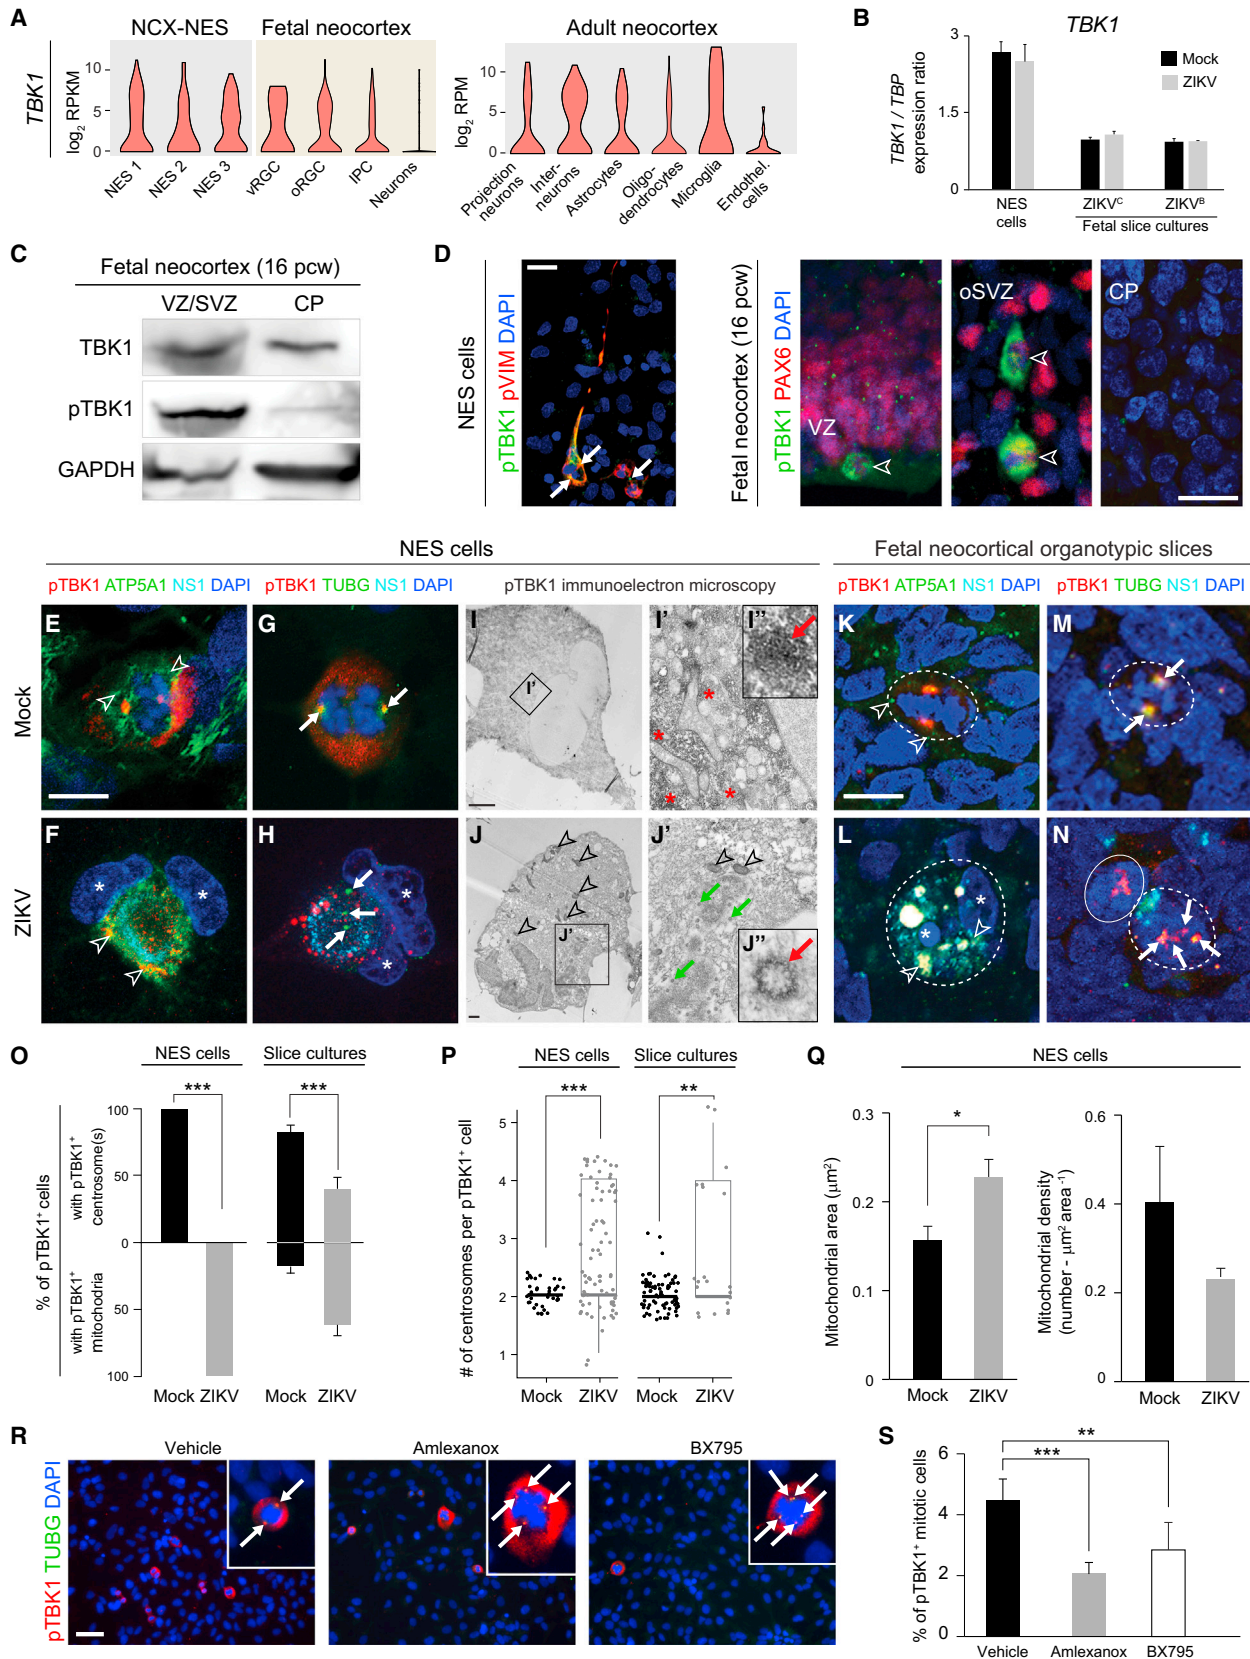 A
NCX-NES
Fetal neocortex
Adult neocortex
TBK1
log2 RPKM
10
5
0
NES 1
NES 2
NES 3
vRGC
oRGC
IPC
Neurons
log2 RPM
10
5
0
Projection neurons
Inter-neurons
Astrocytes
Oligo-dendrocytes
Microglia
Endothel. cells
B
TBK1
TBK1 / TBP
expression ratio
3
1.5
0
Mock
ZIKV
NES cells
ZIKVC
ZIKVB
Fetal slice cultures
C
Fetal neocortex (16 pcw)
VZ/SVZ
CP
TBK1
pTBK1
GAPDH
D
NES cells
pTBK1 pVIM DAPI
Fetal neocortex (16 pcw)
pTBK1 PAX6 DAPI
VZ
oSVZ
CP
NES cells
Fetal neocortical organotypic slices
pTBK1 ATP5A1 NS1 DAPI
pTBK1 TUBG NS1 DAPI
pTBK1 immunoelectron microscopy
pTBK1 ATP5A1 NS1 DAPI
pTBK1 TUBG NS1 DAPI
Mock
E
G
I
I'
I'
I''
*
*
*
*
K
M
ZIKV
F
*
*
H
*
*
J
J'
J'
J''
L
*
*
N
O
NES cells
Slice cultures
***
***
% of pTBK1+ cells
with pTBK1+ centrosome(s)
with pTBK1+ mitochodria
100
50
0
50
100
Mock ZIKV
Mock ZIKV
P
NES cells
Slice cultures
***
**
# of centrosomes per pTBK1+ cell
5
4
3
2
1
Mock
ZIKV
Mock
ZIKV
Q
NES cells
Mitochondrial area (μm2)
0.3
0.2
0.1
0
*
Mock
ZIKV
Mitochondrial density
(number - μm2 area -1)
0.6
0.4
0.2
0
Mock
ZIKV
R
pTBK1 TUBG DAPI
Vehicle
Amlexanox
BX795
S
% of pTBK1+ mitotic cells
6
4
2
0
***
**
Vehicle
Amlexanox
BX795